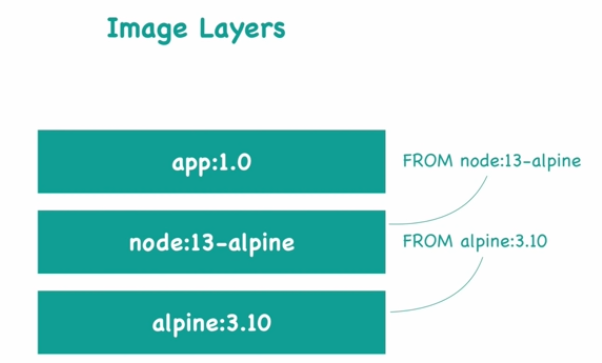 Image Layers
app:1.0
FROM node:13-alpine
node:13-alpine
FROM alpine:3.10
alpine:3.10